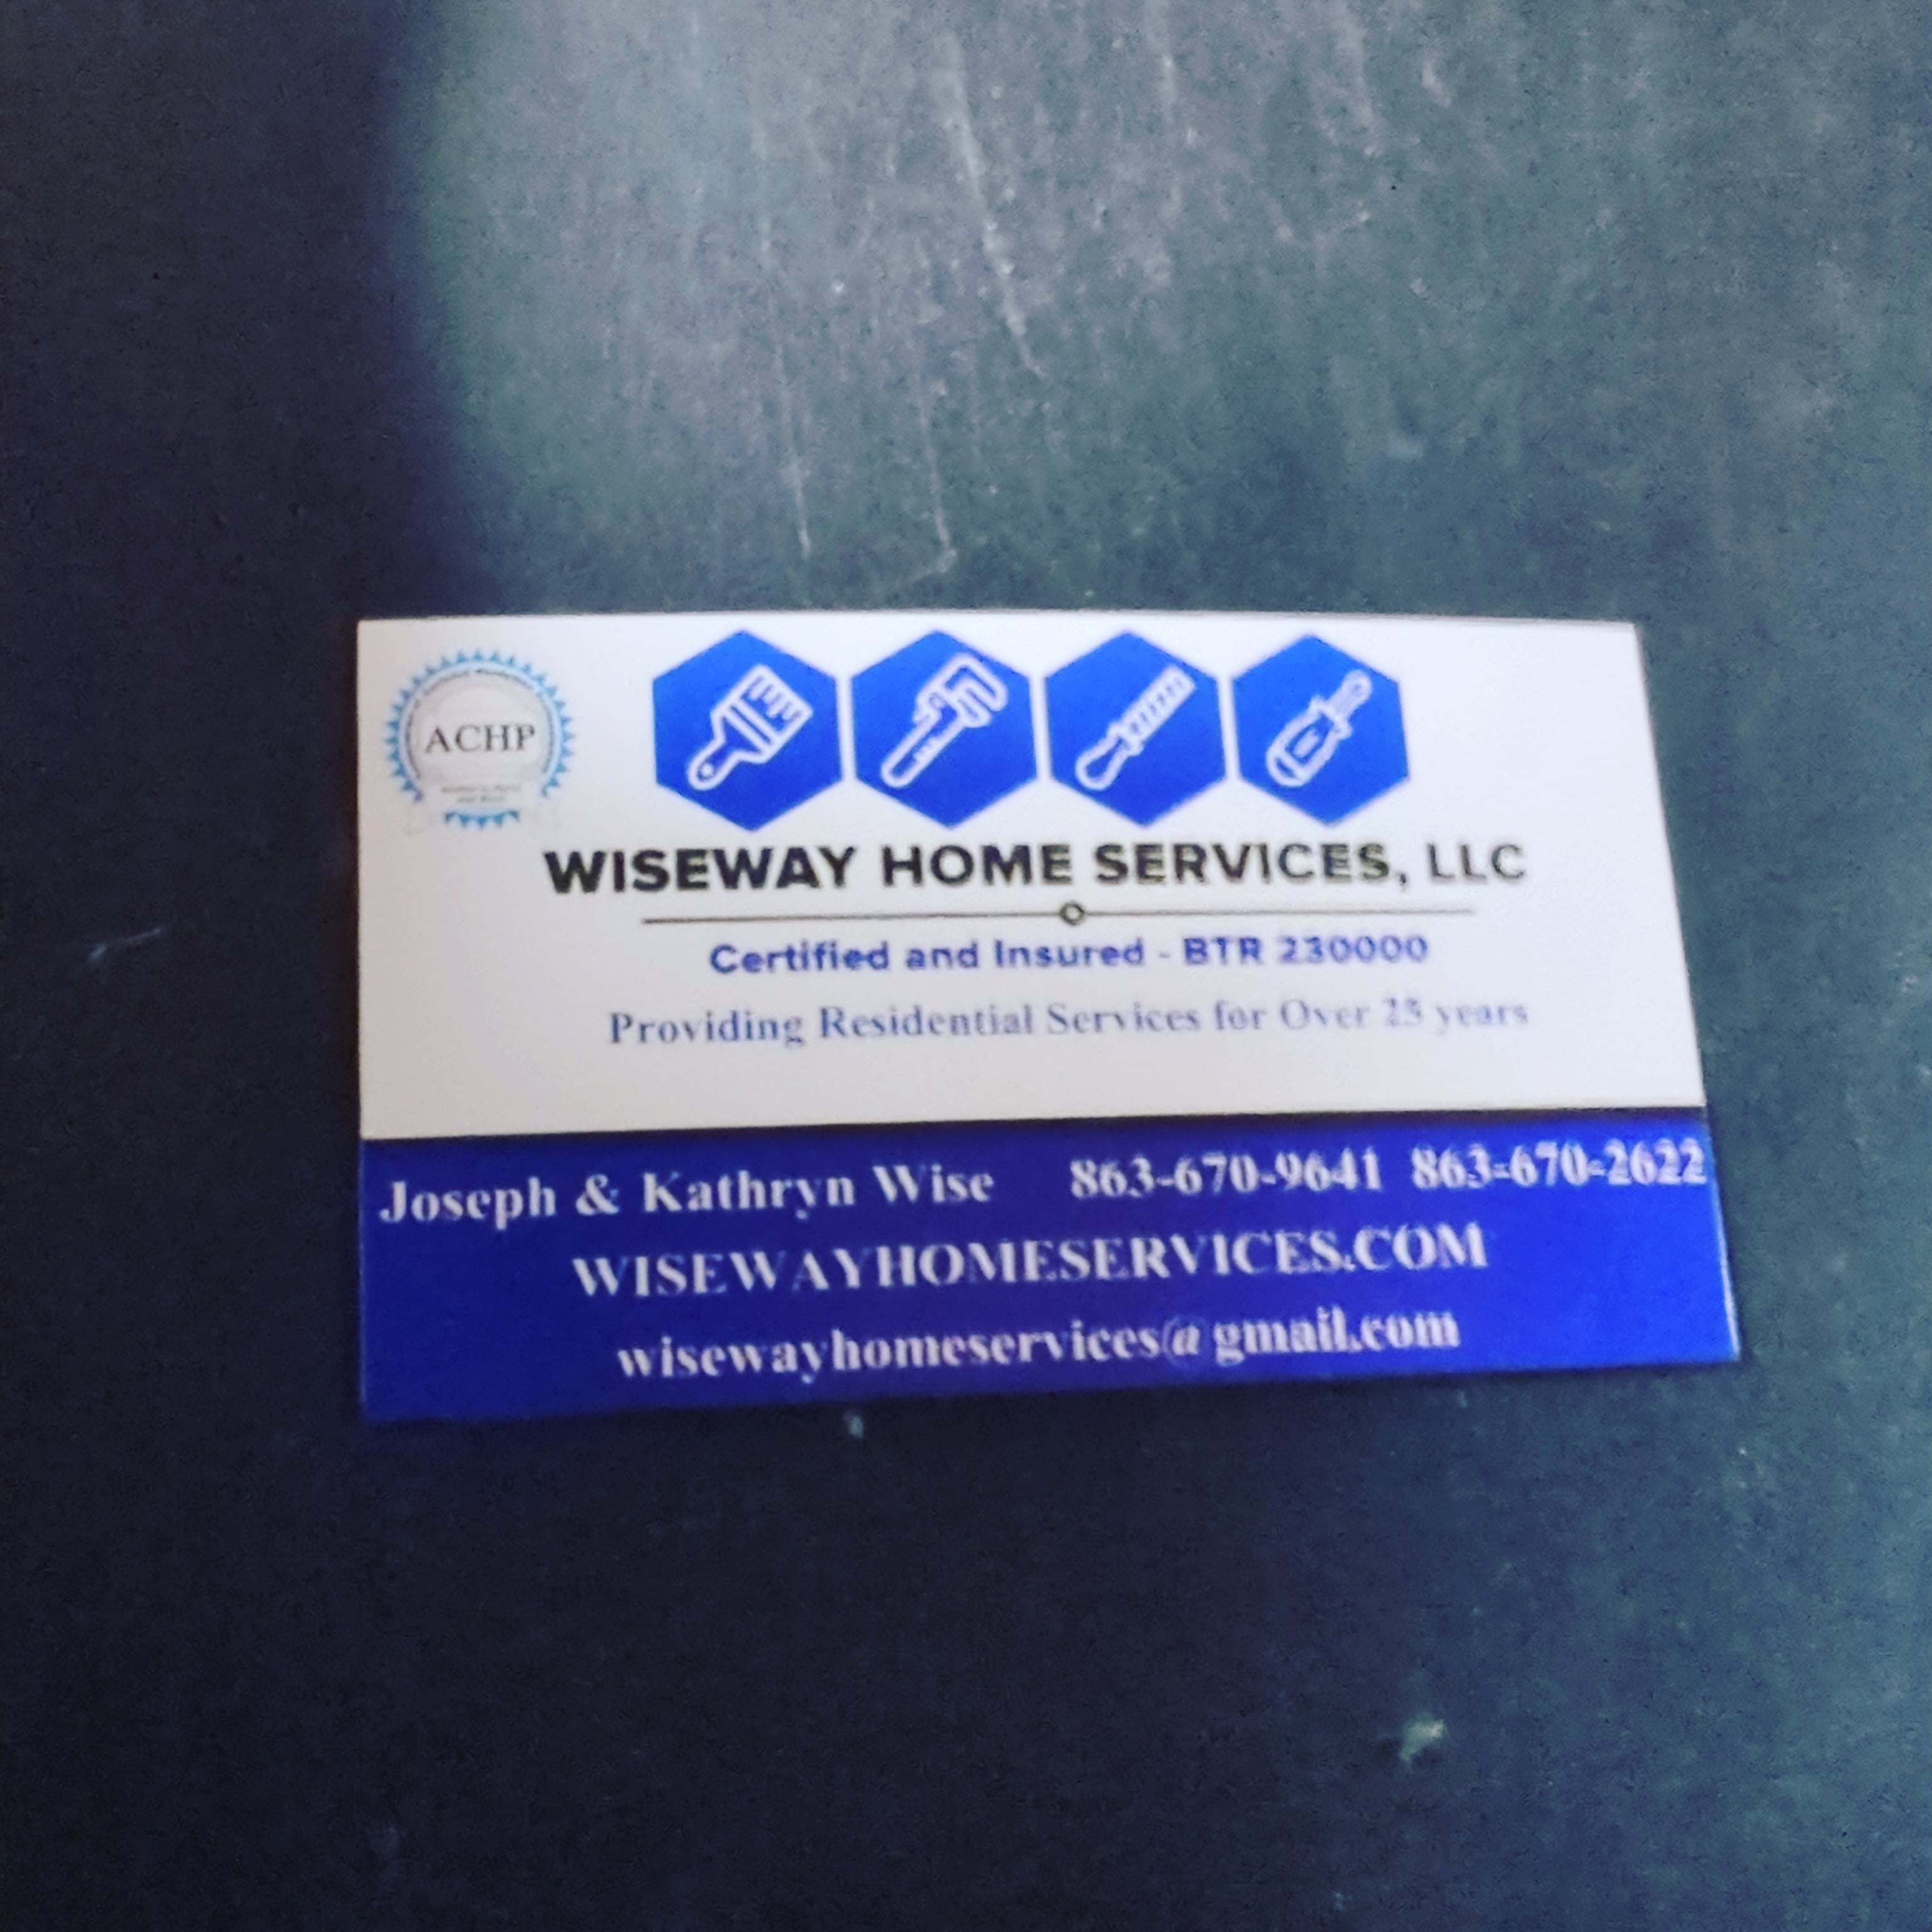 ACHP
WISEWAY HOME SERVICES, LLC
Certified and Insured - BTR 230000
Providing Residential Services for Over 25 years
Joseph & Kathryn Wise 863-670-9641 863-670-2622
WISEWAYHOMESERVICES.COM
wisewayhomeservices@gmail.com